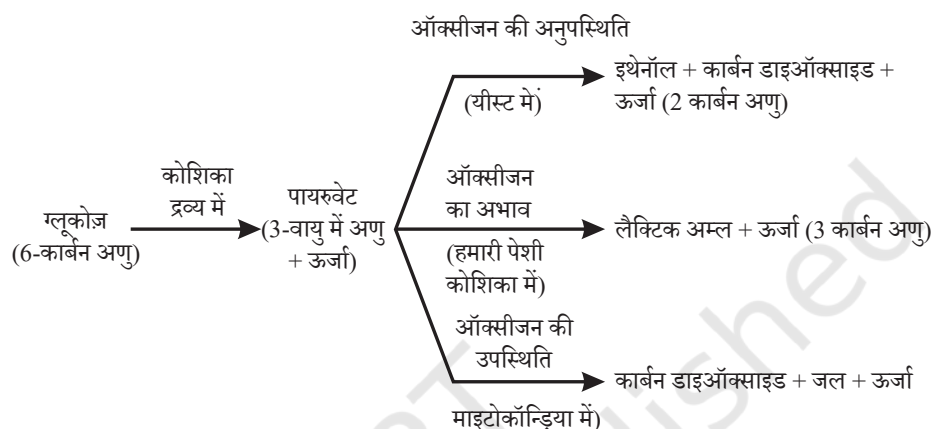 ऑक्सीजन की अनुपस्थिति
(यीस्ट में)
इथेनॉल + कार्बन डाइऑक्साइड +
ऊर्जा (2 कार्बन अणु)
ग्लूकोज़
(6-कार्बन अणु)
कोशिका
द्रव्य में
पायरुवेट
(3-वायु में अणु
+ ऊर्जा)
ऑक्सीजन
का अभाव
(हमारी पेशी
कोशिका में)
लैक्टिक अम्ल + ऊर्जा (3 कार्बन अणु)
ऑक्सीजन की
उपस्थिति
माइटोकॉन्ड्रिया में)
कार्बन डाइऑक्साइड + जल + ऊर्जा